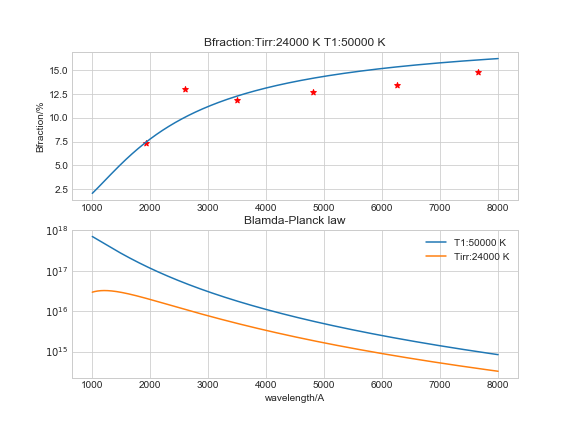 Bfraction:Tirr:24000 K T1:50000 K
Bfraction/%
15.0
12.5
10.0
7.5
5.0
2.5
1000 2000 3000 4000 5000 6000 7000 8000
Blamda-Planck law
10^18
10^17
10^16
10^15
T1:50000 K
Tirr:24000 K
1000 2000 3000 4000 5000 6000 7000 8000
wavelength/A